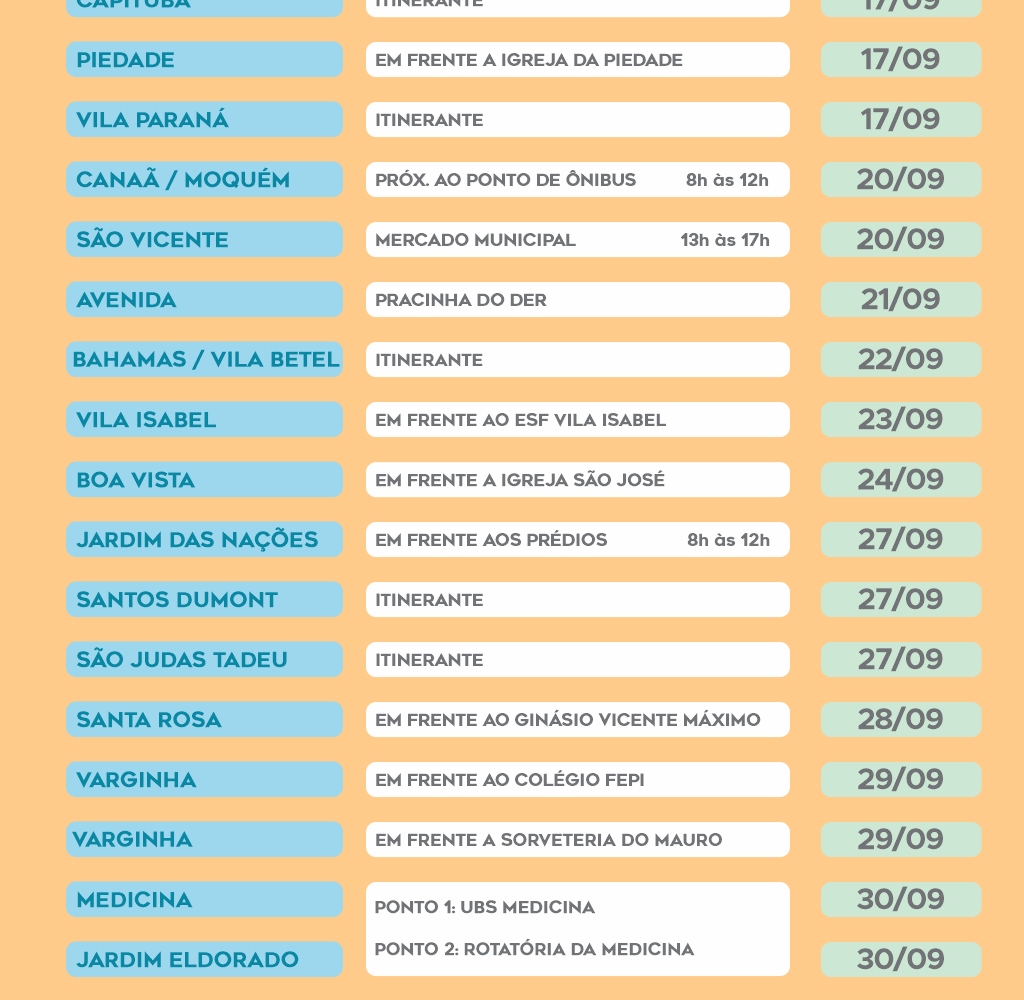 CAPITUBA ITINERANTE 17/09
PIEDADE EM FRENTE A IGREJA DA PIEDADE 17/09
VILA PARANÁ ITINERANTE 17/09
CANAÃ / MOQUÉM PRÓX. AO PONTO DE ÔNIBUS 8h às 12h 20/09
SÃO VICENTE MERCADO MUNICIPAL 13h às 17h 20/09
AVENIDA PRACINHA DO DER 21/09
BAHAMAS / VILA BETEL ITINERANTE 22/09
VILA ISABEL EM FRENTE AO ESF VILA ISABEL 23/09
BOA VISTA EM FRENTE A IGREJA SÃO JOSÉ 24/09
JARDIM DAS NAÇÕES EM FRENTE AOS PRÉDIOS 8h às 12h 27/09
SANTOS DUMONT ITINERANTE 27/09
SÃO JUDAS TADEU ITINERANTE 27/09
SANTA ROSA EM FRENTE AO GINÁSIO VICENTE MÁXIMO 28/09
VARGINHA EM FRENTE AO COLÉGIO FEPI 29/09
VARGINHA EM FRENTE A SORVETERIA DO MAURO 29/09
MEDICINA PONTO 1: UBS MEDICINA 30/09
JARDIM ELDORADO PONTO 2: ROTATÓRIA DA MEDICINA 30/09